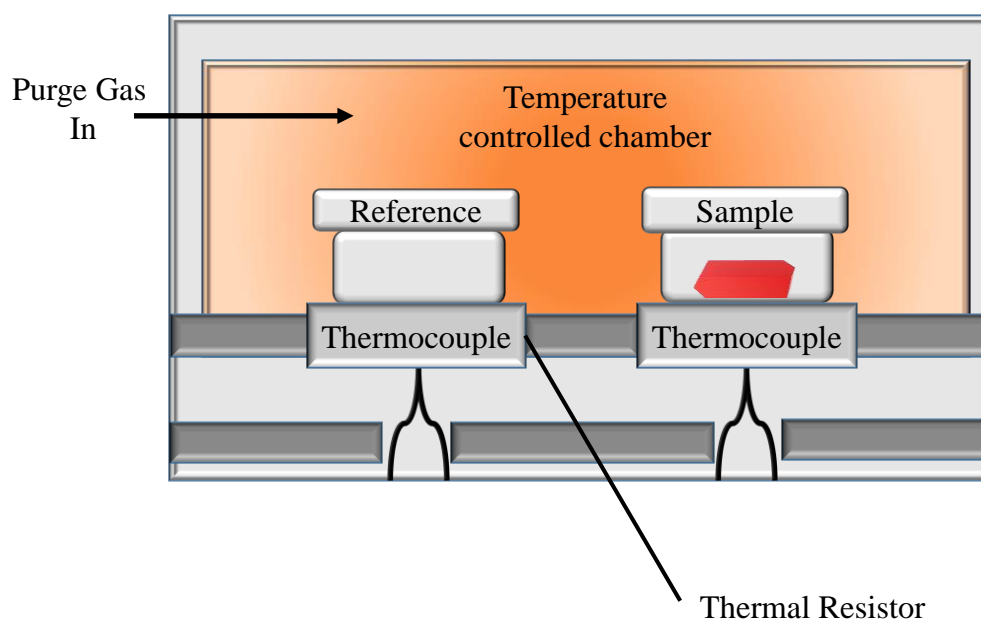 Purge Gas
In
Temperature
controlled chamber
Reference
Sample
Thermocouple
Thermocouple
Thermal Resistor